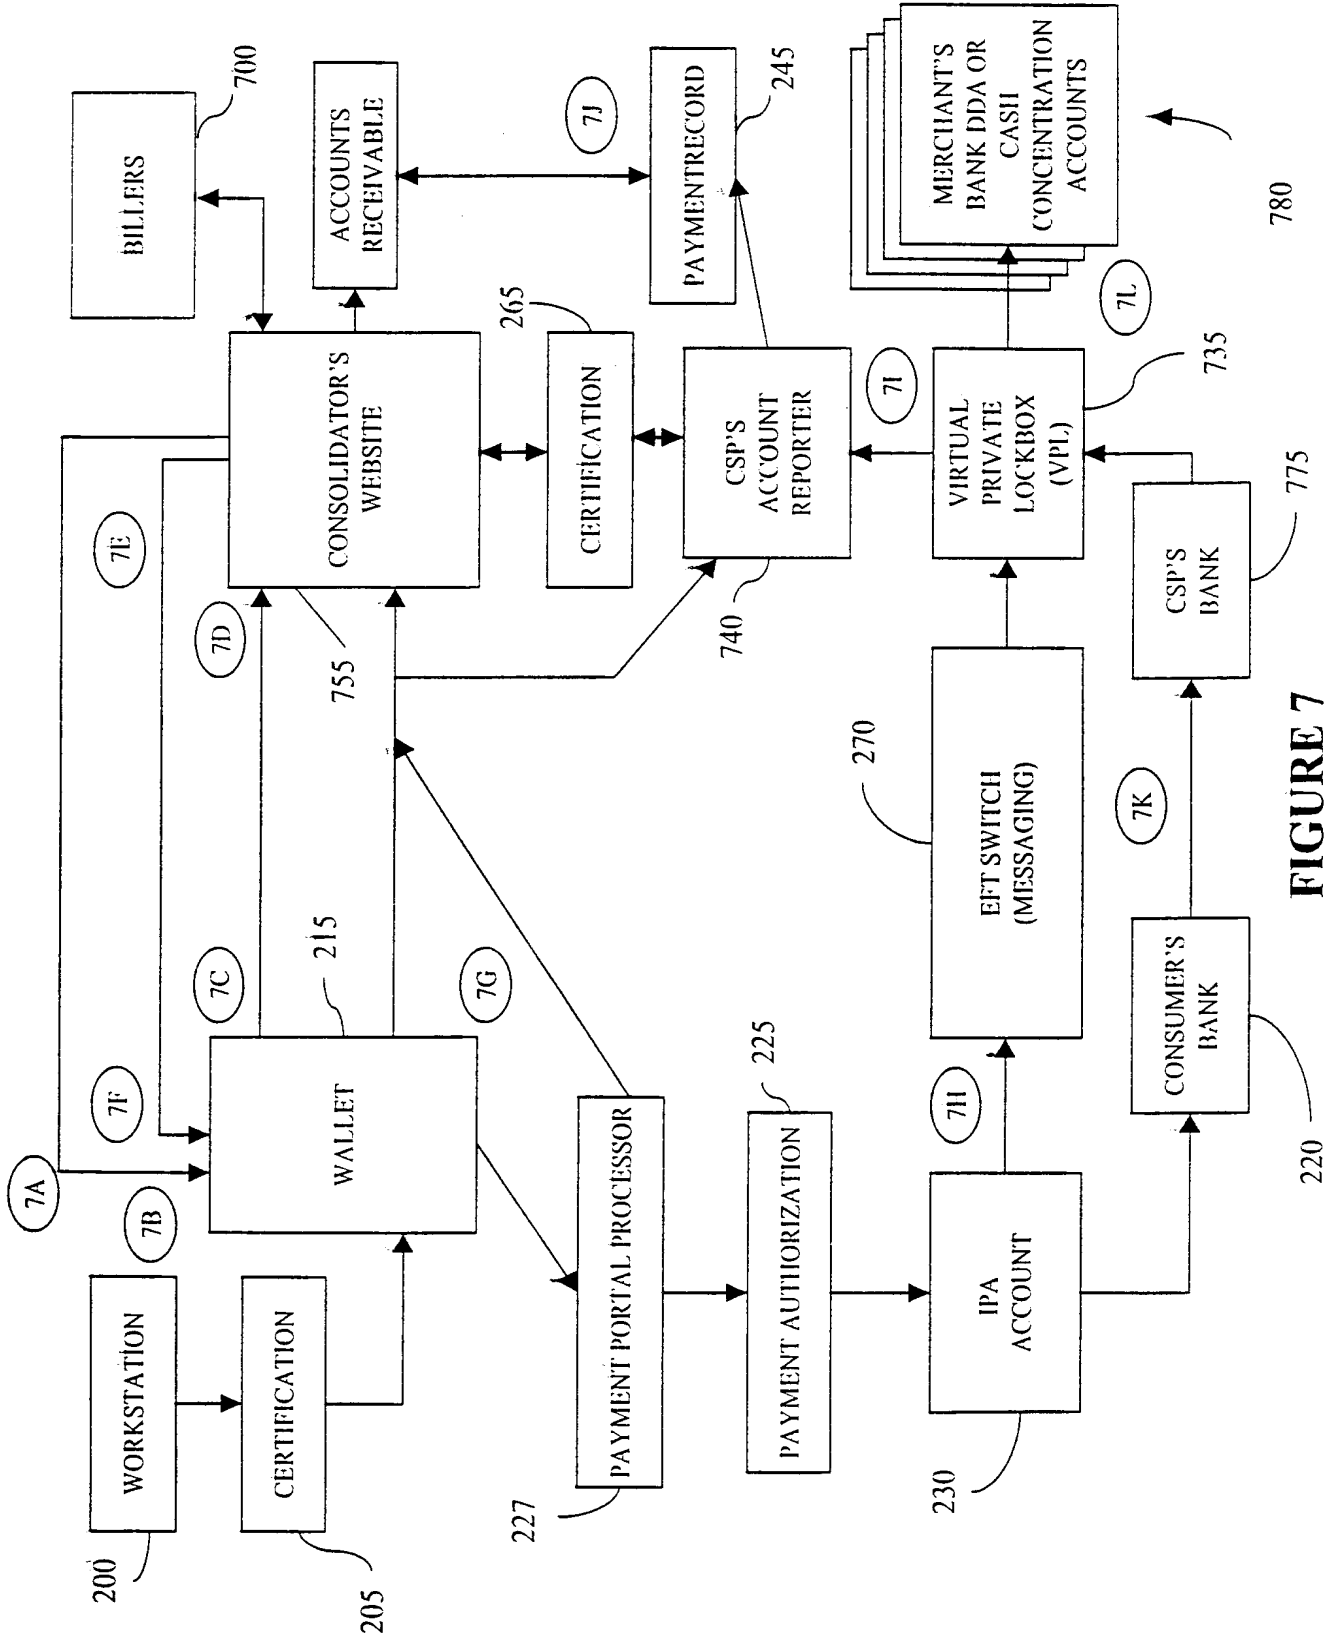 200
WORKSTATION
7B
7A
7F
7E
BILLERS
700
205
CERTIFICATION
WALLET
215
7C
7D
755
CONSOLIDATOR'S
WEBSITE
ACCOUNTS
RECEIVABLE
7G
CERTIFICATION
265
7J
227
PAYMENT PORTAL PROCESSOR
740
CSP'S
ACCOUNT
REPORTER
PAYMENTRECORD
245
PAYMENT AUTHORIZATION
225
7I
230
IPA
ACCOUNT
7H
270
EFT SWITCH
(MESSAGING)
VIRTUAL
PRIVATE
LOCKBOX
(VPL)
735
MERCHANT'S
BANK DDA OR
CASH
CONCENTRATION
ACCOUNTS
7L
780
CONSUMER'S
BANK
220
7K
CSP'S
BANK
775
FIGURE 7